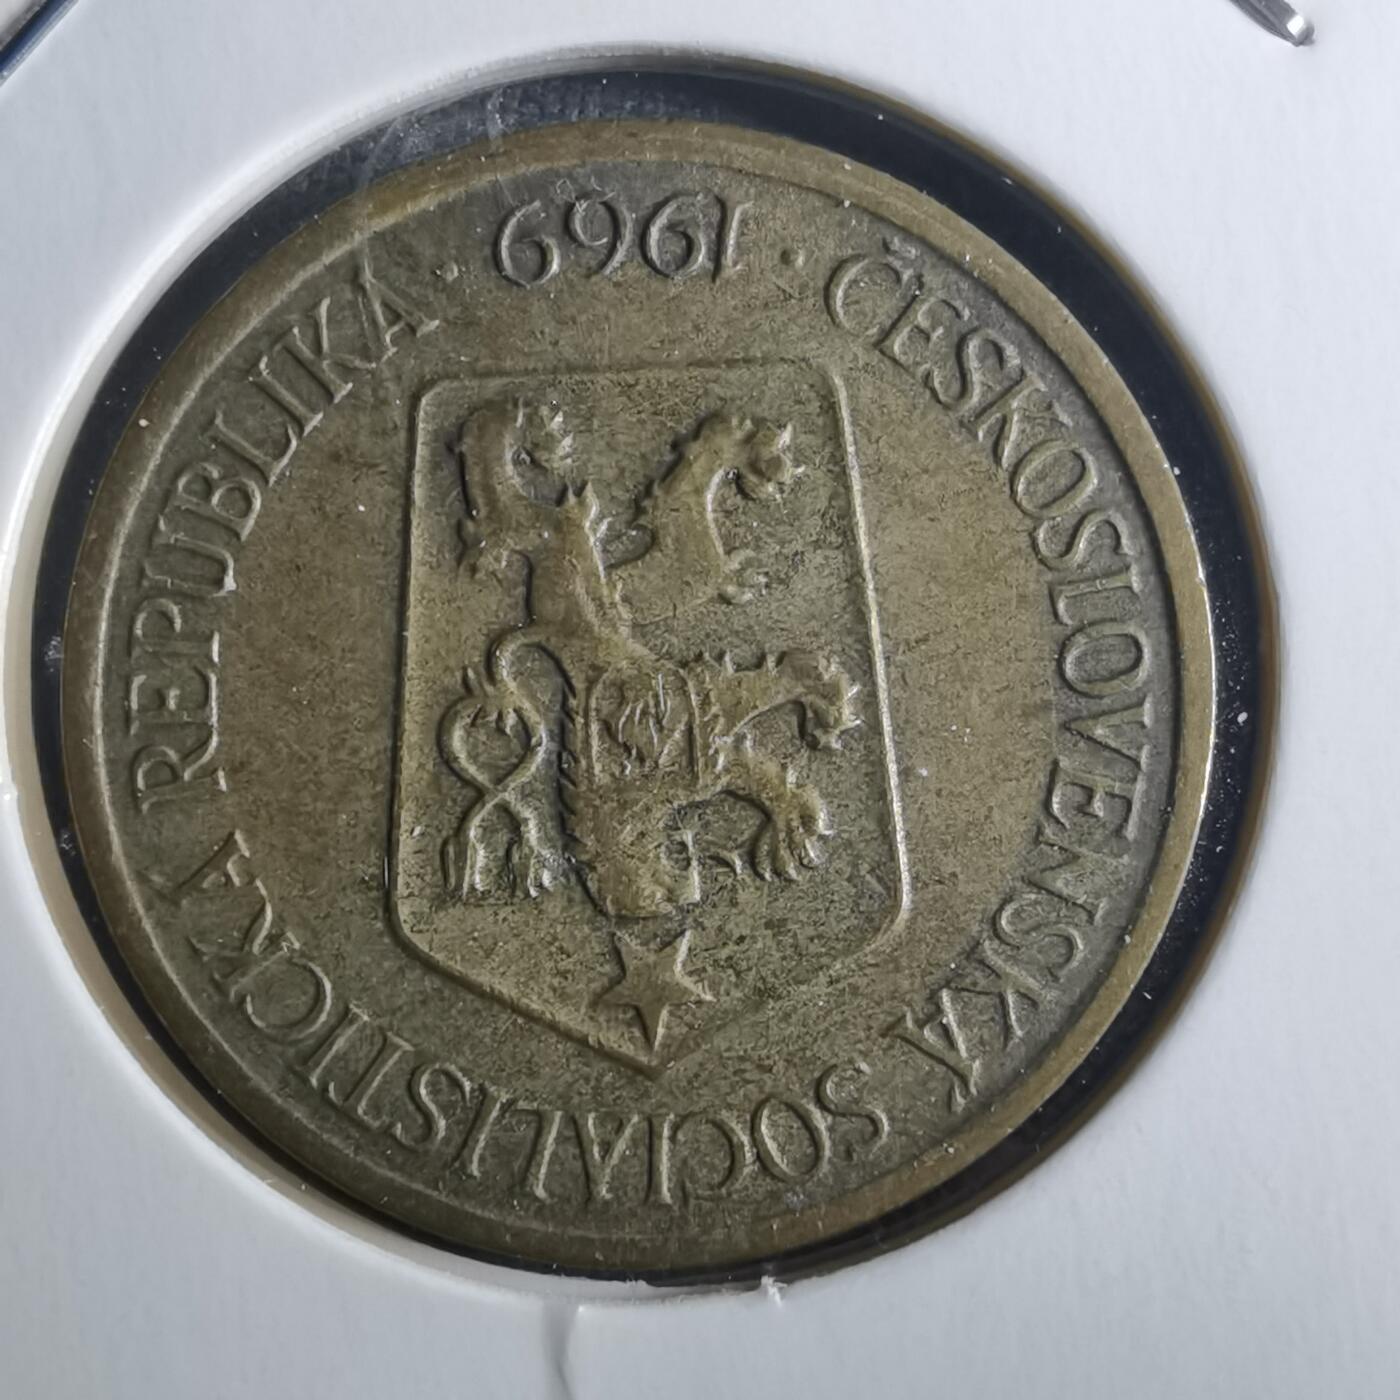 ČESKOSLOVENSKÁ SOCIALISTICKÁ REPUBLIKA
· 1969 ·